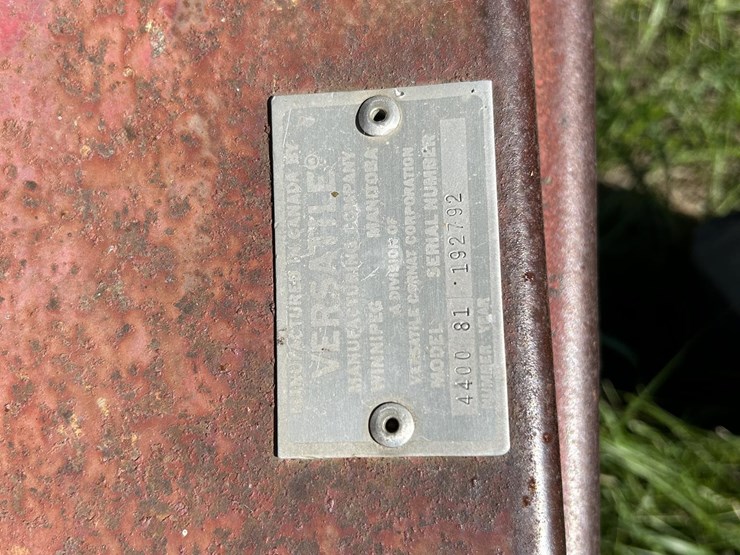 MANUFACTURED IN CANADA BY
VERSATILE®
MANUFACTURING COMPANY
WINNIPEG MANITOBA
A DIVISION OF
VERSATILE CORNAT CORPORATION
MODEL SERIAL NUMBER
4400 81 192792
NUMBER